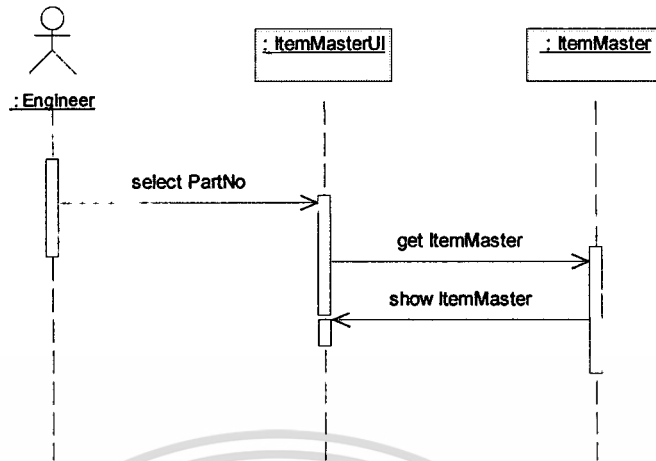 : ItemMasterUI
: ItemMaster
: Engineer
select PartNo
get ItemMaster
show ItemMaster